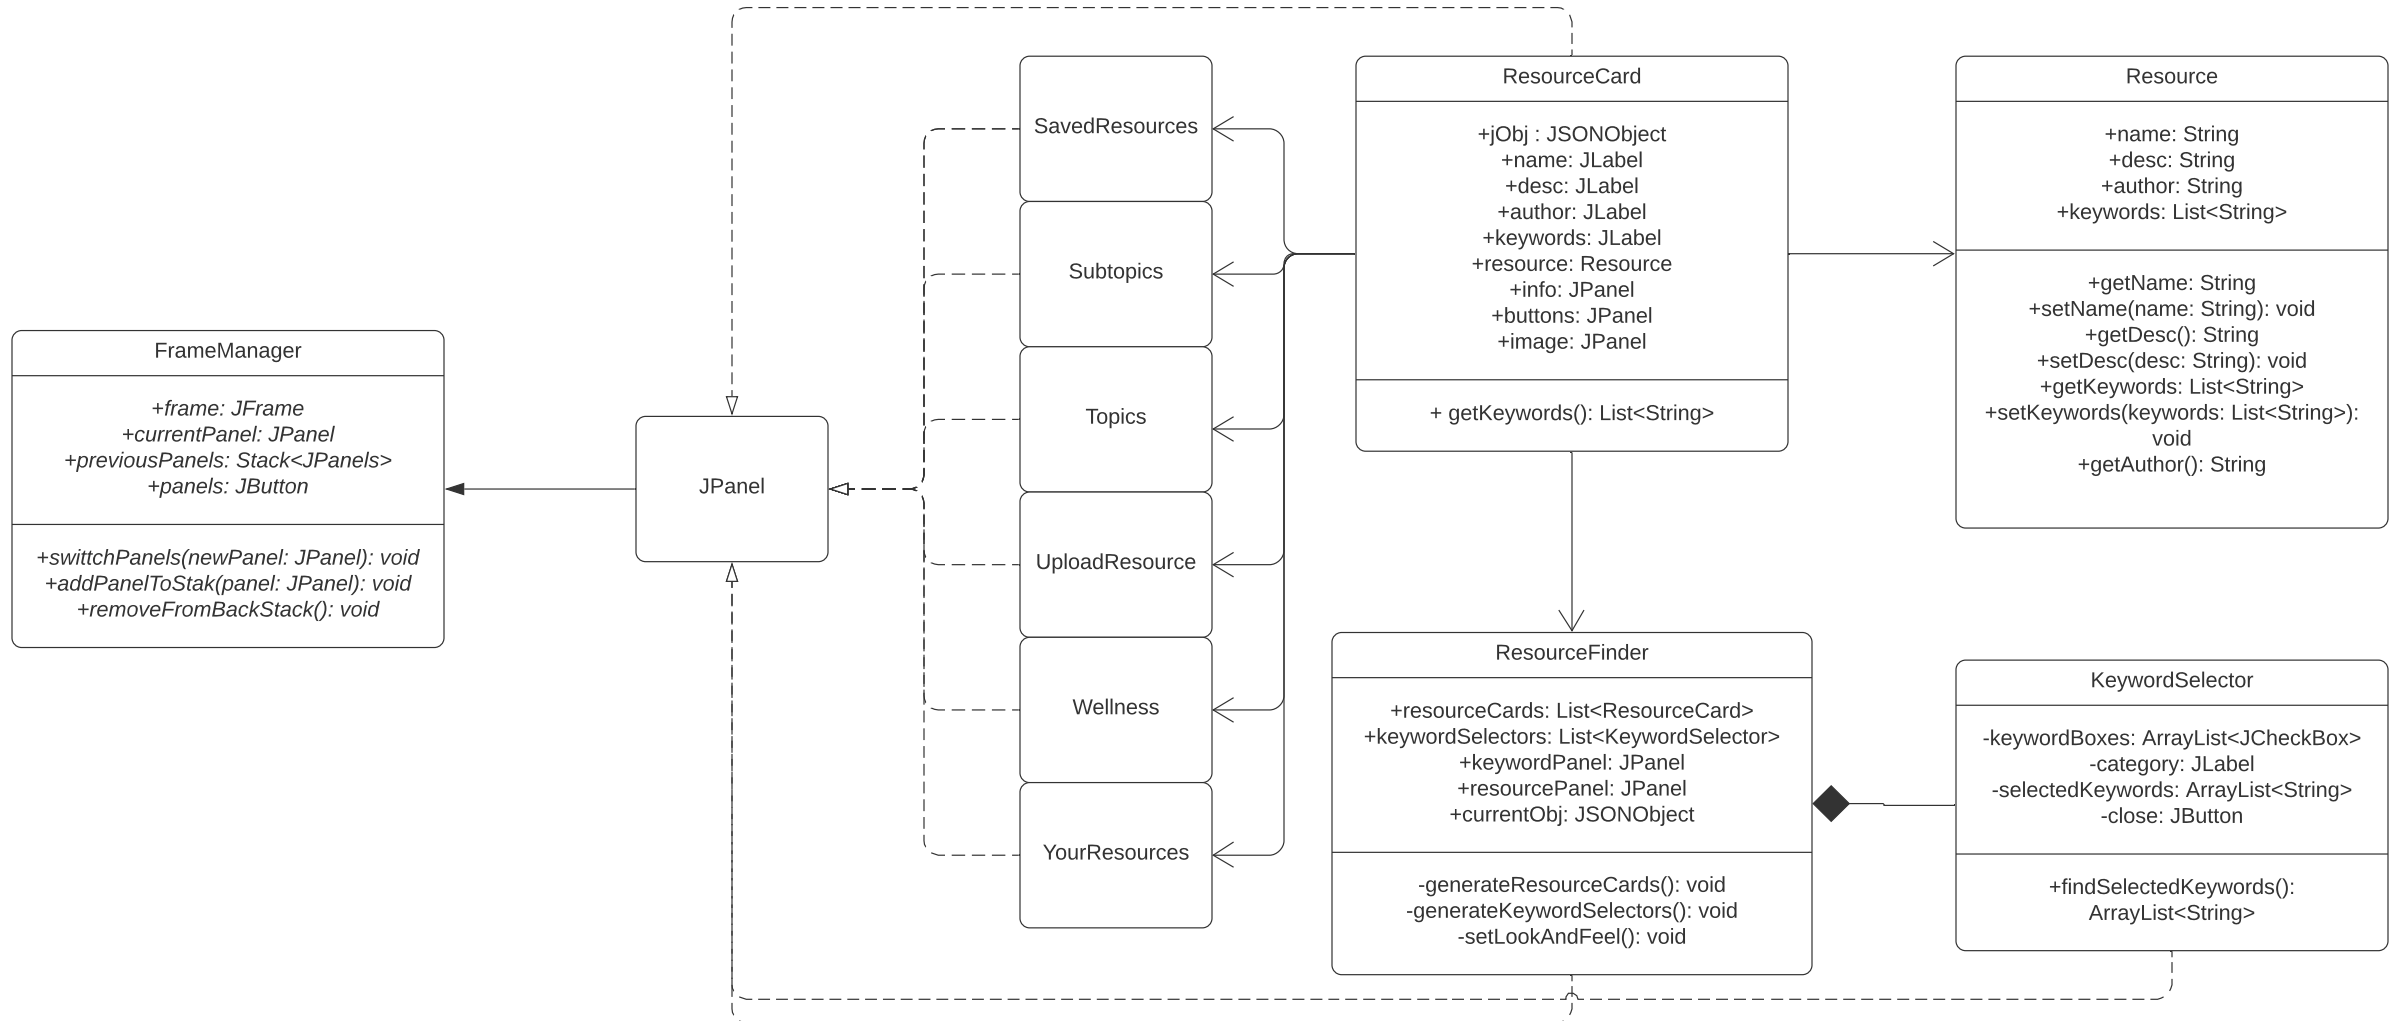 FrameManager
+frame: JFrame
+currentPanel: JPanel
+previousPanels: Stack<JPanels>
+panels: JButton
+swittchPanels(newPanel: JPanel): void
+addPanelToStak(panel: JPanel): void
+removeFromBackStack(): void
JPanel
SavedResources
Subtopics
Topics
UploadResource
Wellness
YourResources
ResourceCard
+jObj : JSONObject
+name: JLabel
+desc: JLabel
+author: JLabel
+keywords: JLabel
+resource: Resource
+info: JPanel
+buttons: JPanel
+image: JPanel
+ getKeywords(): List<String>
Resource
+name: String
+desc: String
+author: String
+keywords: List<String>
+getName: String
+setName(name: String): void
+getDesc(): String
+setDesc(desc: String): void
+getKeywords: List<String>
+setKeywords(keywords: List<String>):
void
+getAuthor(): String
ResourceFinder
+resourceCards: List<ResourceCard>
+keywordSelectors: List<KeywordSelector>
+keywordPanel: JPanel
+resourcePanel: JPanel
+currentObj: JSONObject
-generateResourceCards(): void
-generateKeywordSelectors(): void
-setLookAndFeel(): void
KeywordSelector
-keywordBoxes: ArrayList<JCheckBox>
-category: JLabel
-selectedKeywords: ArrayList<String>
-close: JButton
+findSelectedKeywords():
ArrayList<String>